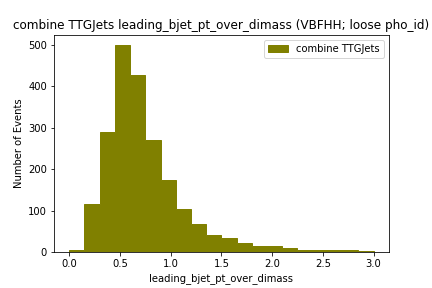 combine TTGJets leading_bjet_pt_over_dimass (VBFHH; loose pho_id)
combine TTGJets
Number of Events
500
400
300
200
100
0
0.0 0.5 1.0 1.5 2.0 2.5 3.0
leading_bjet_pt_over_dimass